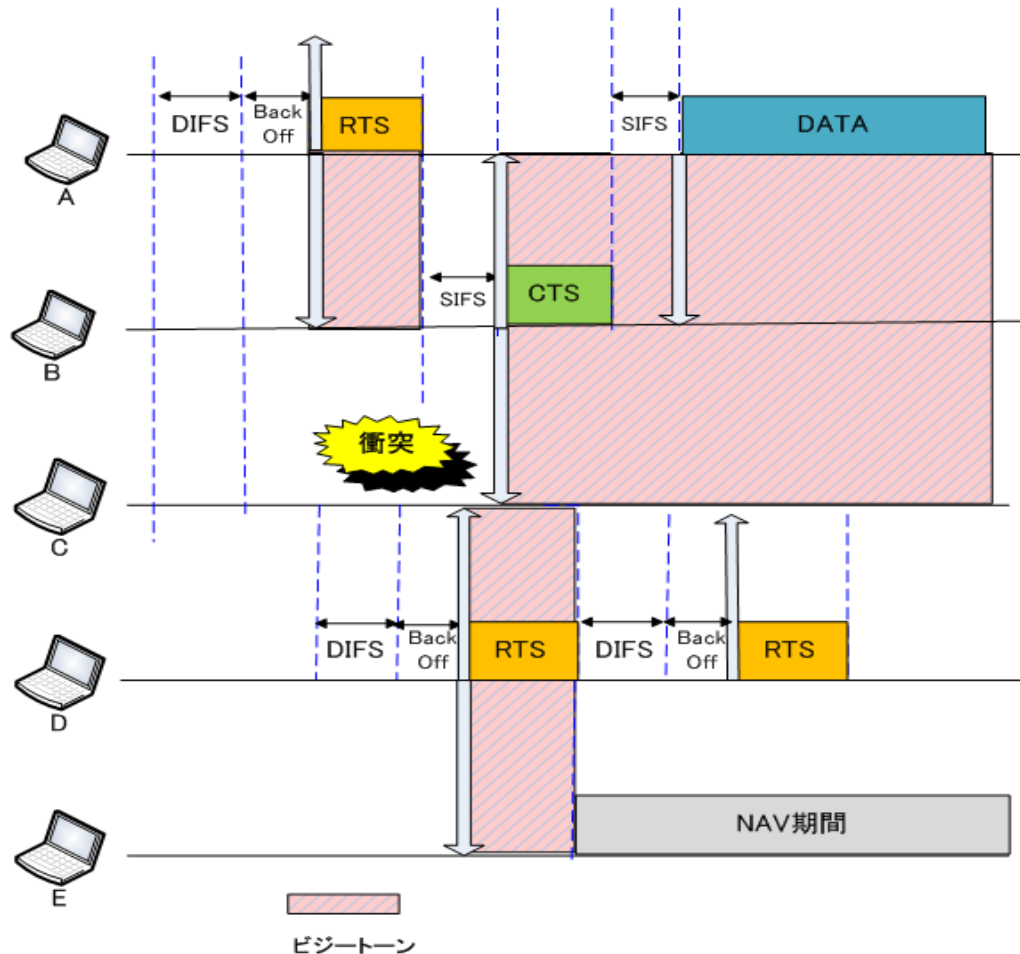 DIFS
Back
Off
RTS
SIFS
DATA
A
SIFS
CTS
B
衝突
C
DIFS
Back
Off
RTS
DIFS
Back
Off
RTS
D
NAV期間
E
ビジートーン